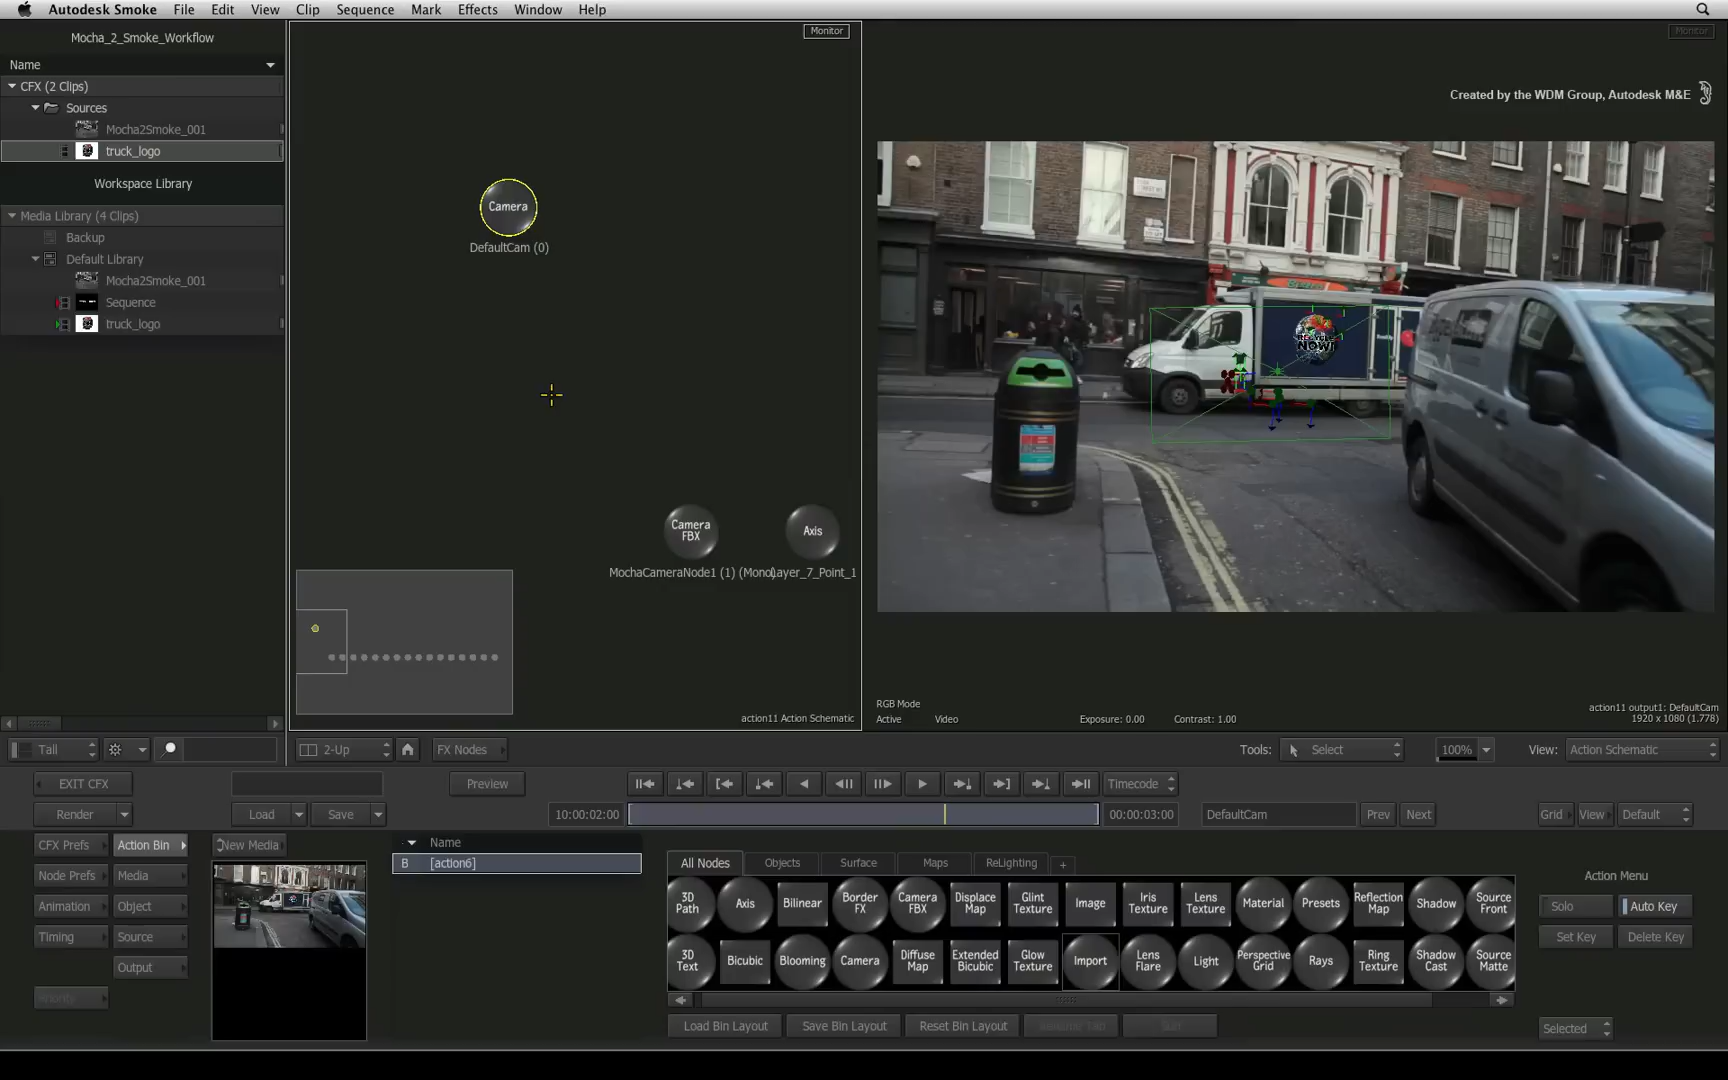 Autodesk Smoke File Edit View Clip Sequence Mark Effects Window Help
Mocha_2_Smoke_Workflow
Name
CFX (2 Clips)
Sources
Mocha2Smoke_001
truck_logo
Workspace Library
Media Library (4 Clips)
Backup
Default Library
Mocha2Smoke_001
Sequence
truck_logo
Monitor
Camera
DefaultCam (0)
Camera FBX
Axis
MochaCameraNode1 (1) (Mono)
Layer_7_Point_1
action11 Action Schematic
Monitor
Created by the WDM Group, Autodesk M&E
NOW!
RGB Mode
Active Video Exposure: 0.00 Contrast: 1.00
action11 output1: DefaultCam
1920 x 1080 (1.778)
Tall
2-Up
FX Nodes
Tools: Select 100% View: Action Schematic
EXIT CFX
Preview
Timecode
Render
Load
Save
10:00:02:00
00:00:03:00
DefaultCam
Prev
Next
Grid
View
Default
CFX Prefs
Action Bin
New Media
Node Prefs
Media
Animation
Object
Timing
Source
Output
Priority
Name
B [action6]
All Nodes Objects Surface Maps ReLighting +
3D Path
Axis
Bilinear
Border FX
Camera FBX
Displace Map
Glint Texture
Image
Iris Texture
Lens Texture
Material
Presets
Reflection Map
Shadow
Source Front
3D Text
Bicubic
Blooming
Camera
Diffuse Map
Extended Bicubic
Glow Texture
Import
Lens Flare
Light
Perspective Grid
Rays
Ring Texture
Shadow Cast
Source Matte
Load Bin Layout
Save Bin Layout
Reset Bin Layout
Action Menu
Solo
Auto Key
Set Key
Delete Key
Selected